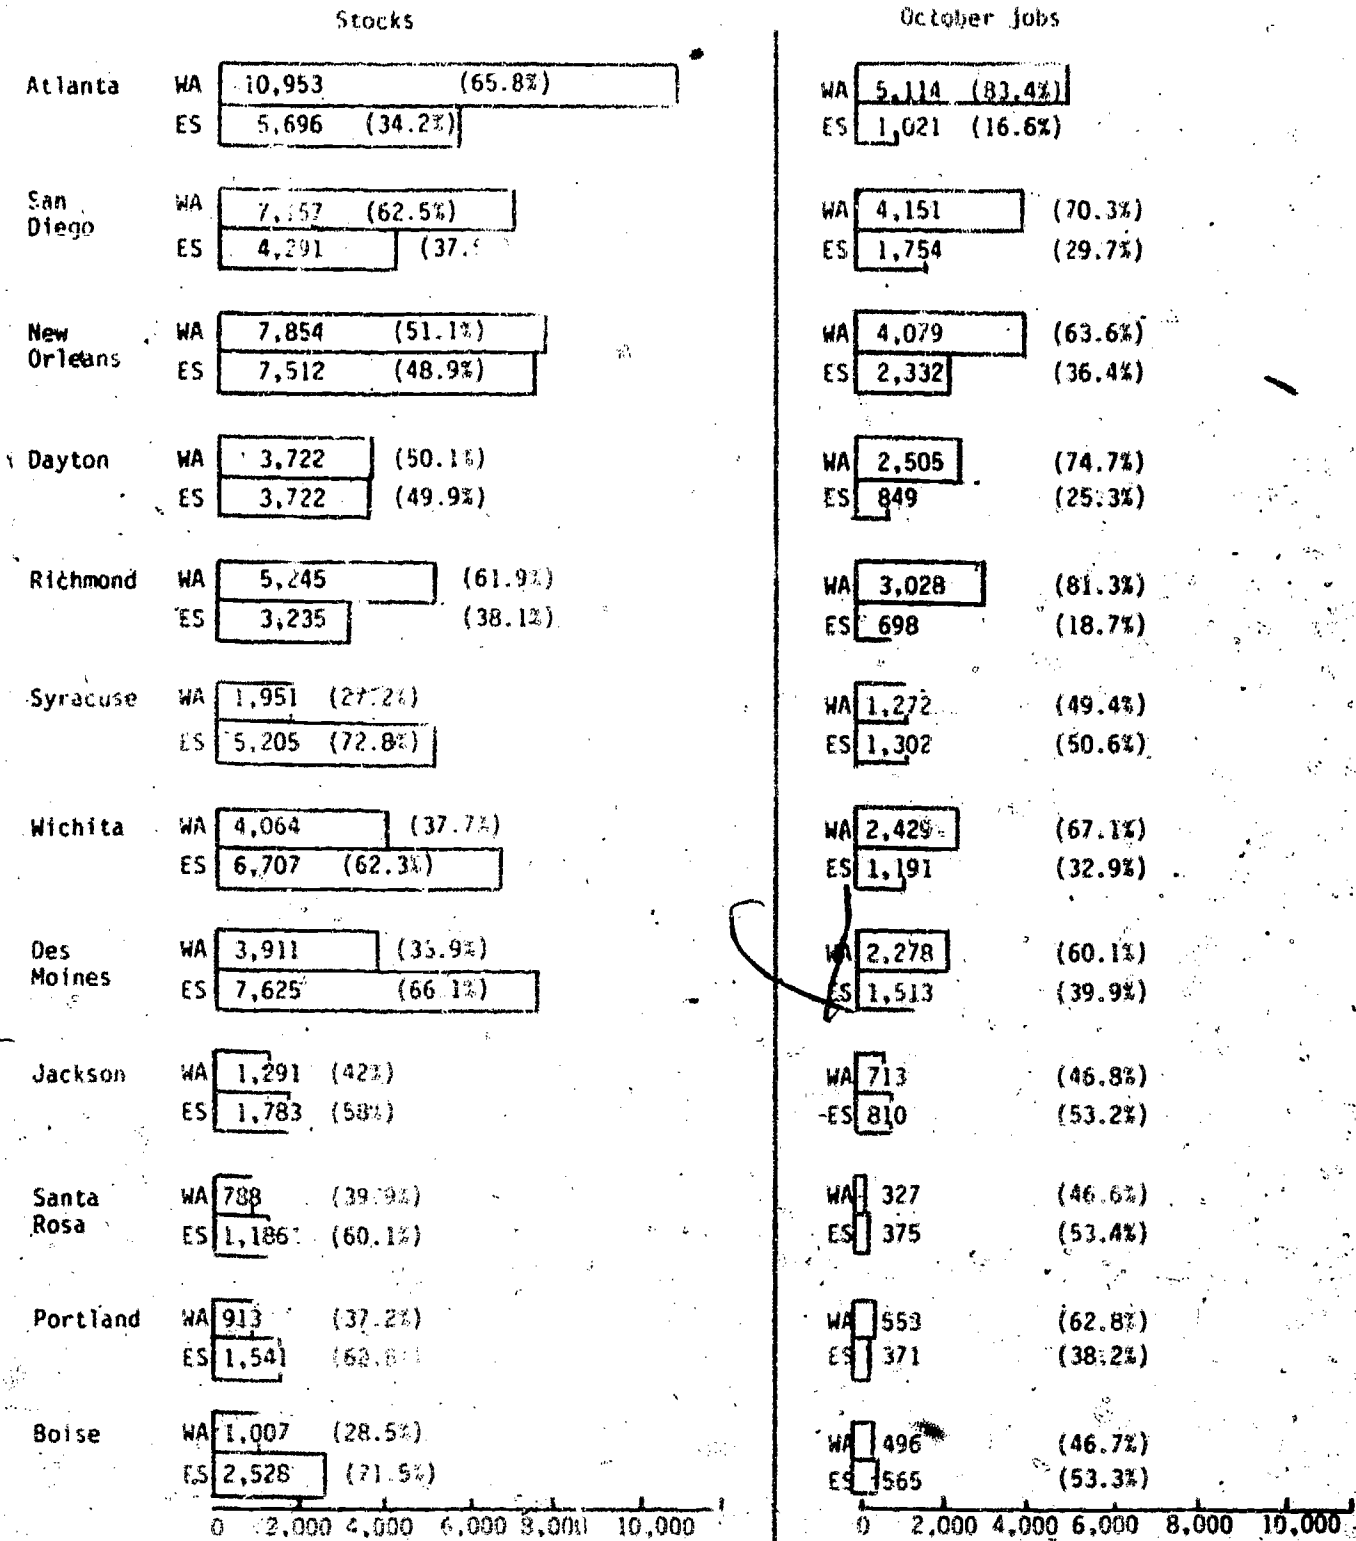 Stocks October jobs
Atlanta WA 10,953 (65.8%) WA 5,114 (83.4%)
ES 5,696 (34.2%) ES 1,021 (16.6%)
San Diego WA (62.5%) WA 4,151 (70.3%)
ES 4,291 ES 1,754 (29.7%)
New Orleans WA 7,854 (51.1%) WA 4,079 (63.6%)
ES 7,512 (48.9%) ES 2,332 (36.4%)
Dayton WA 3,722 (50.1%) WA 2,505 (74.7%)
ES 3,722 (49.9%) ES 849 (25.3%)
Richmond WA 5,245 (61.9%) WA 3,028 (81.3%)
ES 3,235 (38.1%) ES 698 (18.7%)
Syracuse WA 1,951 (27.2%) WA 1,272 (49.4%)
ES 5,205 (72.8%) ES 1,302 (50.6%)
Wichita WA 4,064 (37.7%) WA 2,429 (67.1%)
ES 6,707 (62.3%) ES 1,191 (32.9%)
Des Moines WA 3,911 WA 2,278 (60.1%)
ES 7,625 (66.1%) ES 1,513 (39.9%)
Jackson WA 1,291 (42%) WA 713 (46.8%)
ES 1,783 (58%) ES 810 (53.2%)
Santa Rosa WA 788 (39.9%) WA 327 (46.6%)
ES 1,186 (60.1%) ES 375 (53.4%)
Portland WA 913 (37.2%) WA 553 (62.8%)
ES 1,541 ES 371 (38.2%)
Boise WA 1,007 (28.5%) WA 496 (46.7%)
ES 2,528 (71.5%) ES 565 (53.3%)
0 2,000 4,000 6,000 8,000 10,000 0 2,000 4,000 6,000 8,000 10,000